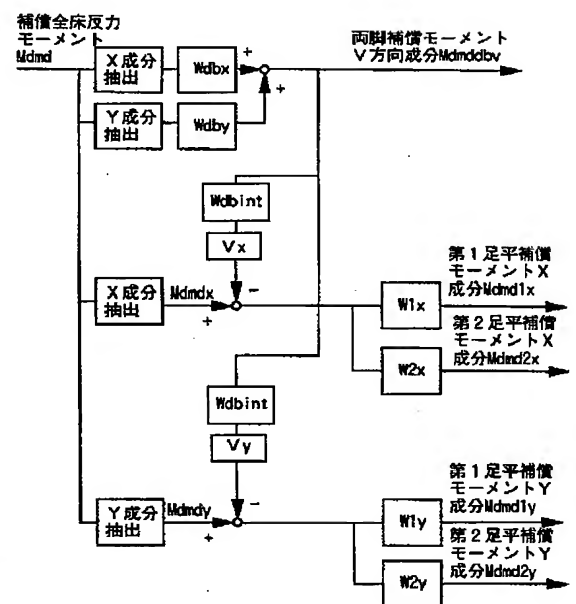 補償全床反力
モーメント
Mdmd
X成分
抽出
Wdbx
+
+
両脚補償モーメント
V方向成分Mdmddbv
Y成分
抽出
Wdby
Wdbint
Vx
X成分
抽出
Mdmdx
+
-
W1x
第1足平補償
モーメントX
成分Mdmd1x
W2x
第2足平補償
モーメントX
成分Mdmd2x
Wdbint
Vy
Y成分
抽出
Mdmdy
+
-
W1y
第1足平補償
モーメントY
成分Mdmd1y
W2y
第2足平補償
モーメントY
成分Mdmd2y